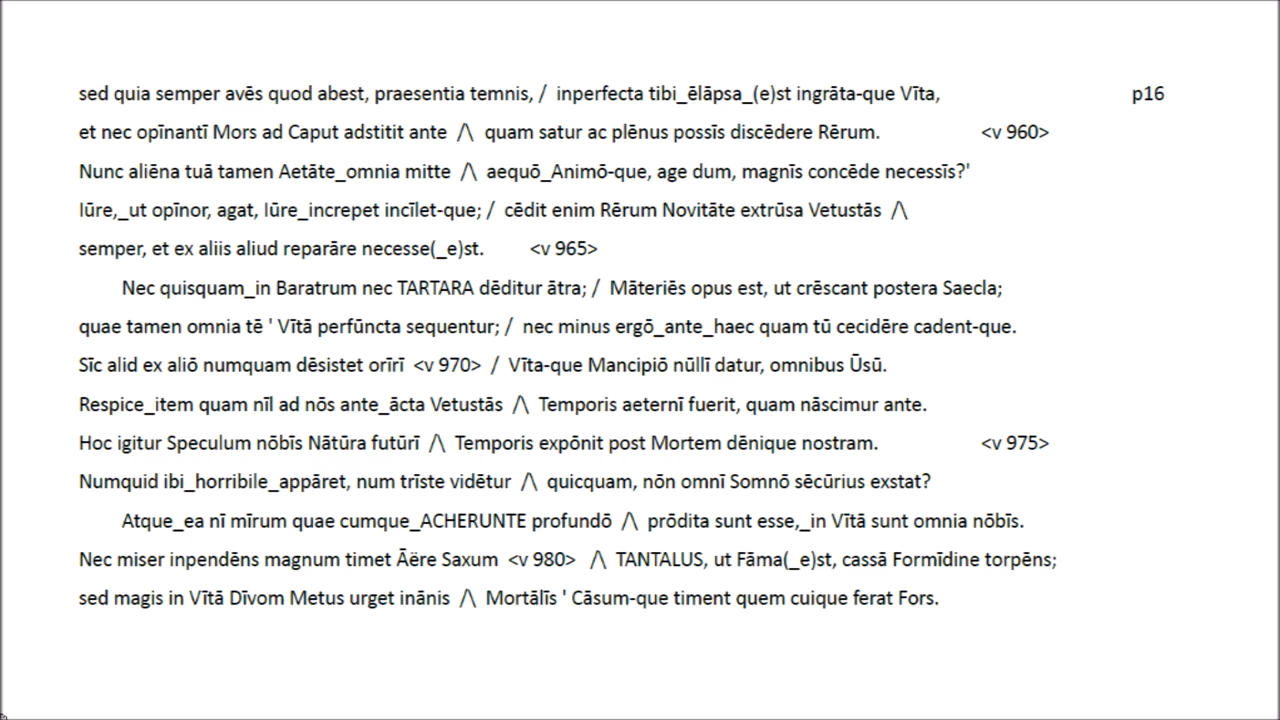 sed quia semper avēs quod abest, praesentia temnis, / inperfecta tibi_ēlāpsa_(e)st ingrāta-que Vīta, p16
et nec opīnantī Mors ad Caput adstitit ante /\ quam satur ac plēnus possīs discēdere Rērum. <v 960>
Nunc aliēna tuā tamen Aetāte_omnia mitte /\ aequō_Animō-que, age dum, magnīs concēde necessīs?'
Iūre,_ut opīnor, agat, Iūre_increpet incīlet-que; / cēdit enim Rērum Novitāte extrūsa Vetustās /\
semper, et ex aliis aliud reparāre necesse(_e)st. <v 965>
Nec quisquam_in Baratrum nec TARTARA dēditur ātra; / Māteriēs opus est, ut crēscant postera Saecla;
quae tamen omnia tē ' Vītā perfūncta sequentur; / nec minus ergō_ante_haec quam tū cecidēre cadent-que.
Sīc alid ex aliō numquam dēsistet orīrī <v 970> / Vīta-que Mancipiō nūllī datur, omnibus Ūsū.
Respice_item quam nīl ad nōs ante_ācta Vetustās /\ Temporis aeternī fuerit, quam nāscimur ante.
Hoc igitur Speculum nōbīs Nātūra futūrī /\ Temporis expōnit post Mortem dēnique nostram. <v 975>
Numquid ibi_horribile_appāret, num trīste vidētur /\ quicquam, nōn omnī Somnō sēcūrius exstat?
Atque_ea nī mīrum quae cumque_ACHERUNTE profundō /\ prōdita sunt esse,_in Vītā sunt omnia nōbīs.
Nec miser inpendēns magnum timet Āëre Saxum <v 980> /\ TANTALUS, ut Fāma(_e)st, cassā Formīdine torpēns;
sed magis in Vītā Dīvom Metus urget inānis /\ Mortālīs ' Cāsum-que timent quem cuique ferat Fors.